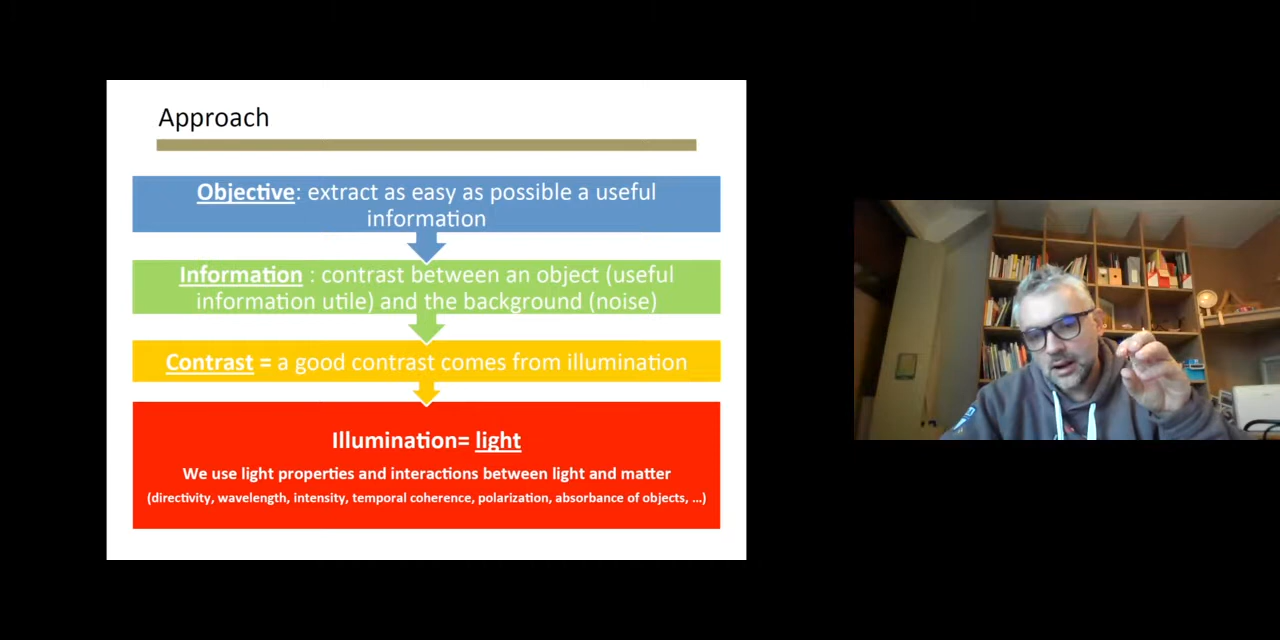 Approach
Objective: extract as easy as possible a useful
information
Information : contrast between an object (useful
information utile) and the background (noise)
Contrast = a good contrast comes from illumination
Illumination= light
We use light properties and interactions between light and matter
(directivity, wavelength, intensity, temporal coherence, polarization, absorbance of objects, ...)